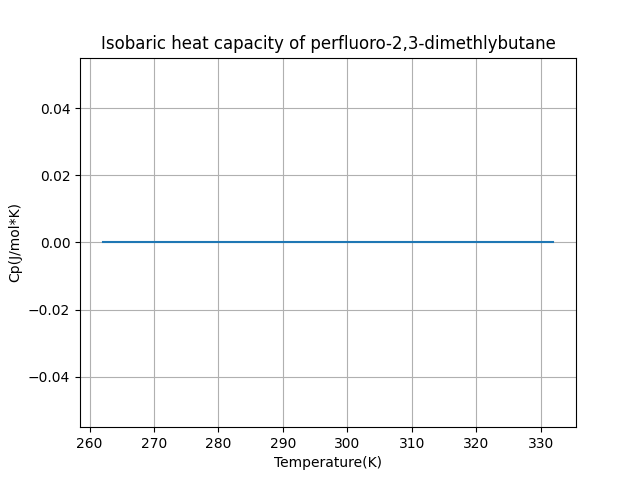 Isobaric heat capacity of perfluoro-2,3-dimethlybutane
Cp(J/mol*K)
0.04
0.02
0.00
−0.02
−0.04
260 270 280 290 300 310 320 330
Temperature(K)